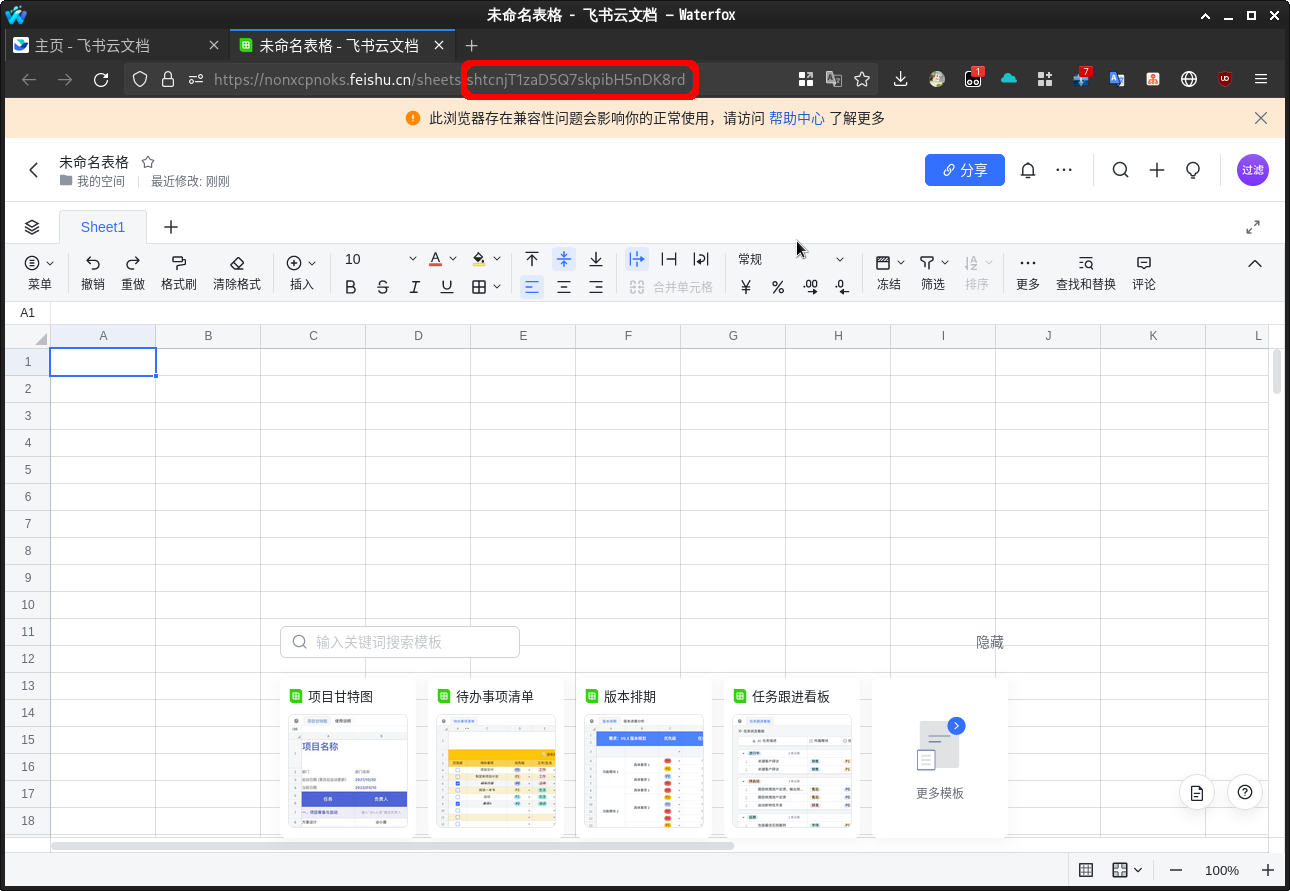 未命名表格 - 飞书云文档 — Waterfox
主页 - 飞书云文档
未命名表格 - 飞书云文档
https://nonxcpnoks.feishu.cn/sheets shtcnjT1zaD5Q7skpibH5nDK8rd
1
7
此浏览器存在兼容性问题会影响你的正常使用，请访问 帮助中心 了解更多
未命名表格
我的空间 最近修改: 刚刚
分享
过滤
Sheet1
10 常规
菜单 撤销 重做 格式刷 清除格式 插入 合并单元格 冻结 筛选 排序 更多 查找和替换 评论
A1
A B C D E F G H I J K L
1
2
3
4
5
6
7
8
9
10
11
输入关键词搜索模板 隐藏
12
13
项目甘特图 待办事项清单 版本排期 任务跟进看板
14
15
项目名称
16
更多模板
17
任务 负责人
18
100%